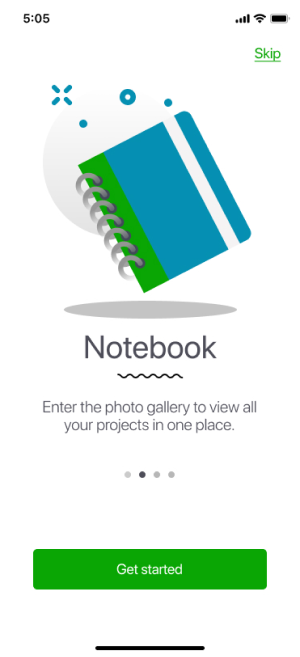 5:05
Skip
Notebook
Enter the photo gallery to view all
your projects in one place.
Get started